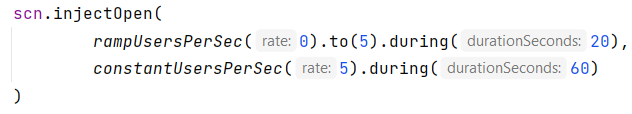 scn.injectOpen(
rampUsersPerSec( rate: 0).to(5).during( durationSeconds: 20),
constantUsersPerSec( rate: 5).during( durationSeconds: 60)
)